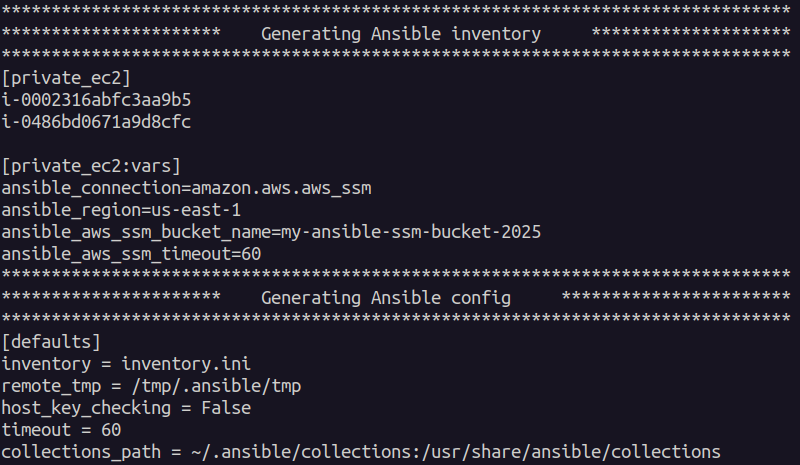 *******************************************************************************
**********************    Generating Ansible inventory     ********************
*******************************************************************************
[private_ec2]
i-0002316abfc3aa9b5
i-0486bd0671a9d8cfc

[private_ec2:vars]
ansible_connection=amazon.aws.aws_ssm
ansible_region=us-east-1
ansible_aws_ssm_bucket_name=my-ansible-ssm-bucket-2025
ansible_aws_ssm_timeout=60
*******************************************************************************
**********************    Generating Ansible config     ***********************
*******************************************************************************
[defaults]
inventory = inventory.ini
remote_tmp = /tmp/.ansible/tmp
host_key_checking = False
timeout = 60
collections_path = ~/.ansible/collections:/usr/share/ansible/collections